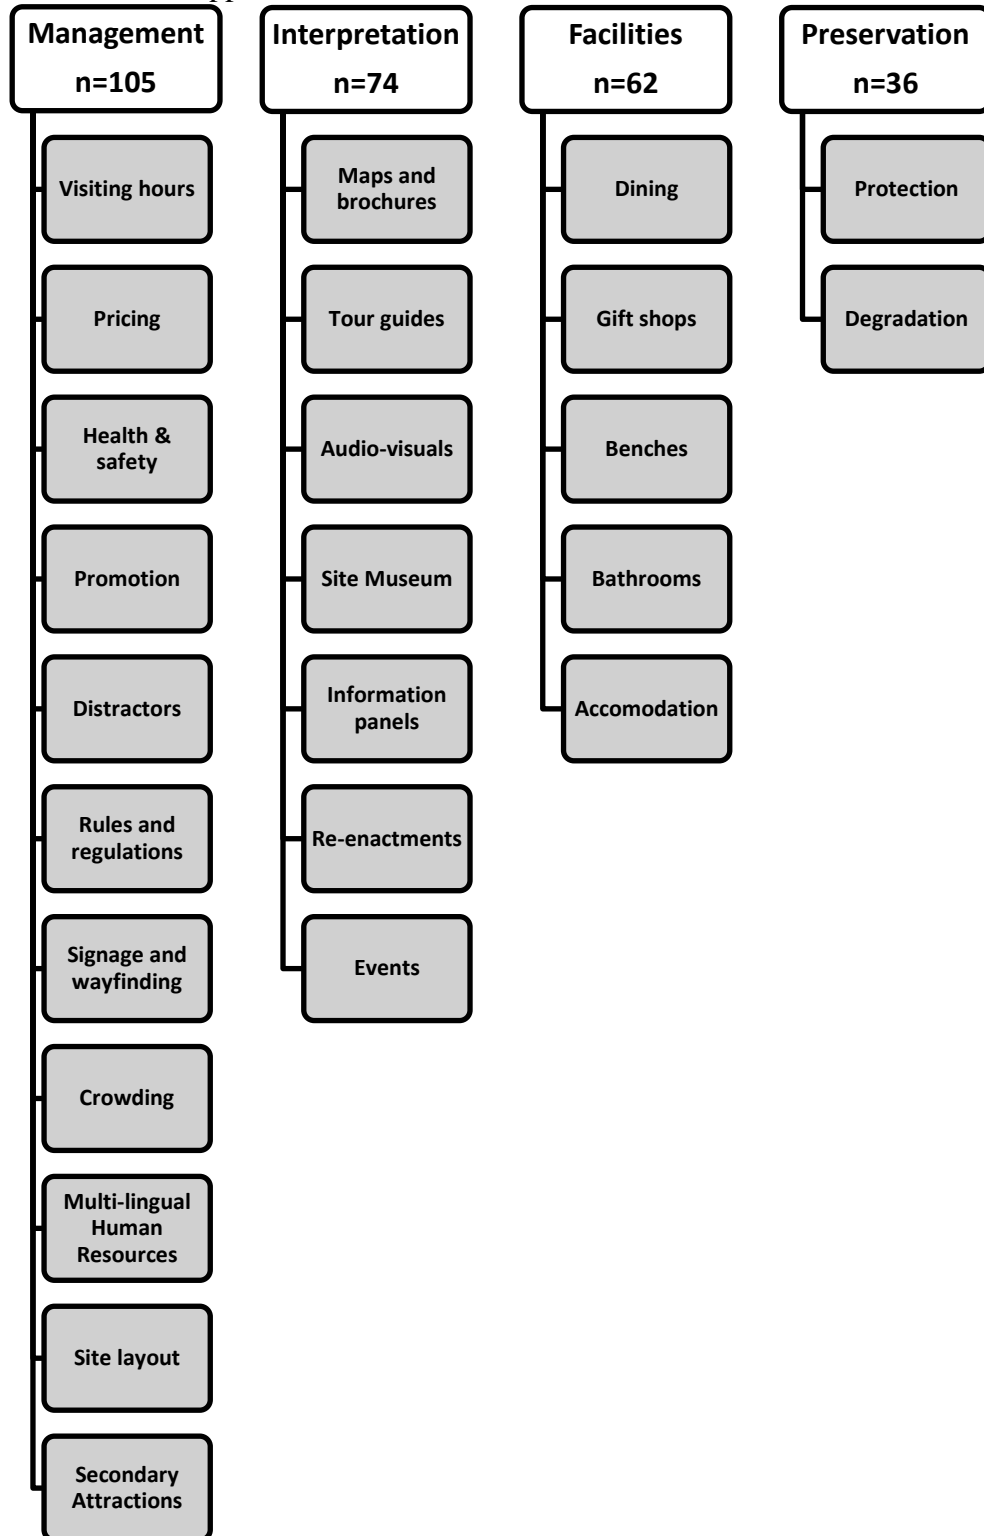 Management
n=105
Visiting hours
Pricing
Health &
safety
Promotion
Distractors
Rules and
regulations
Signage and
wayfinding
Crowding
Multi-lingual
Human
Resources
Site layout
Secondary
Attractions
Interpretation
n=74
Maps and
brochures
Tour guides
Audio-visuals
Site Museum
Information
panels
Re-enactments
Events
Facilities
n=62
Dining
Gift shops
Benches
Bathrooms
Accomodation
Preservation
n=36
Protection
Degradation